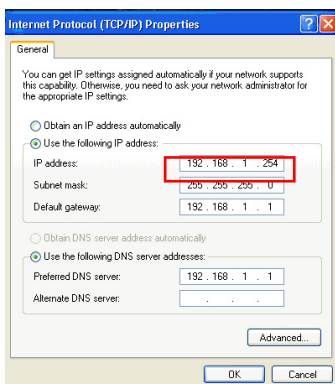 Internet Protocol (TCP/IP) Properties
General
You can get IP settings assigned automatically if your network supports
this capability. Otherwise, you need to ask your network administrator for
the appropriate IP settings.
Obtain an IP address automatically
Use the following IP address:
IP address: 192 . 168 . 1 . 254
Subnet mask: 255 . 255 . 255 . 0
Default gateway: 192 . 168 . 1 . 1
Obtain DNS server address automatically
Use the following DNS server addresses:
Preferred DNS server: 192 . 168 . 1 . 1
Alternate DNS server: . . .
Advanced...
OK Cancel